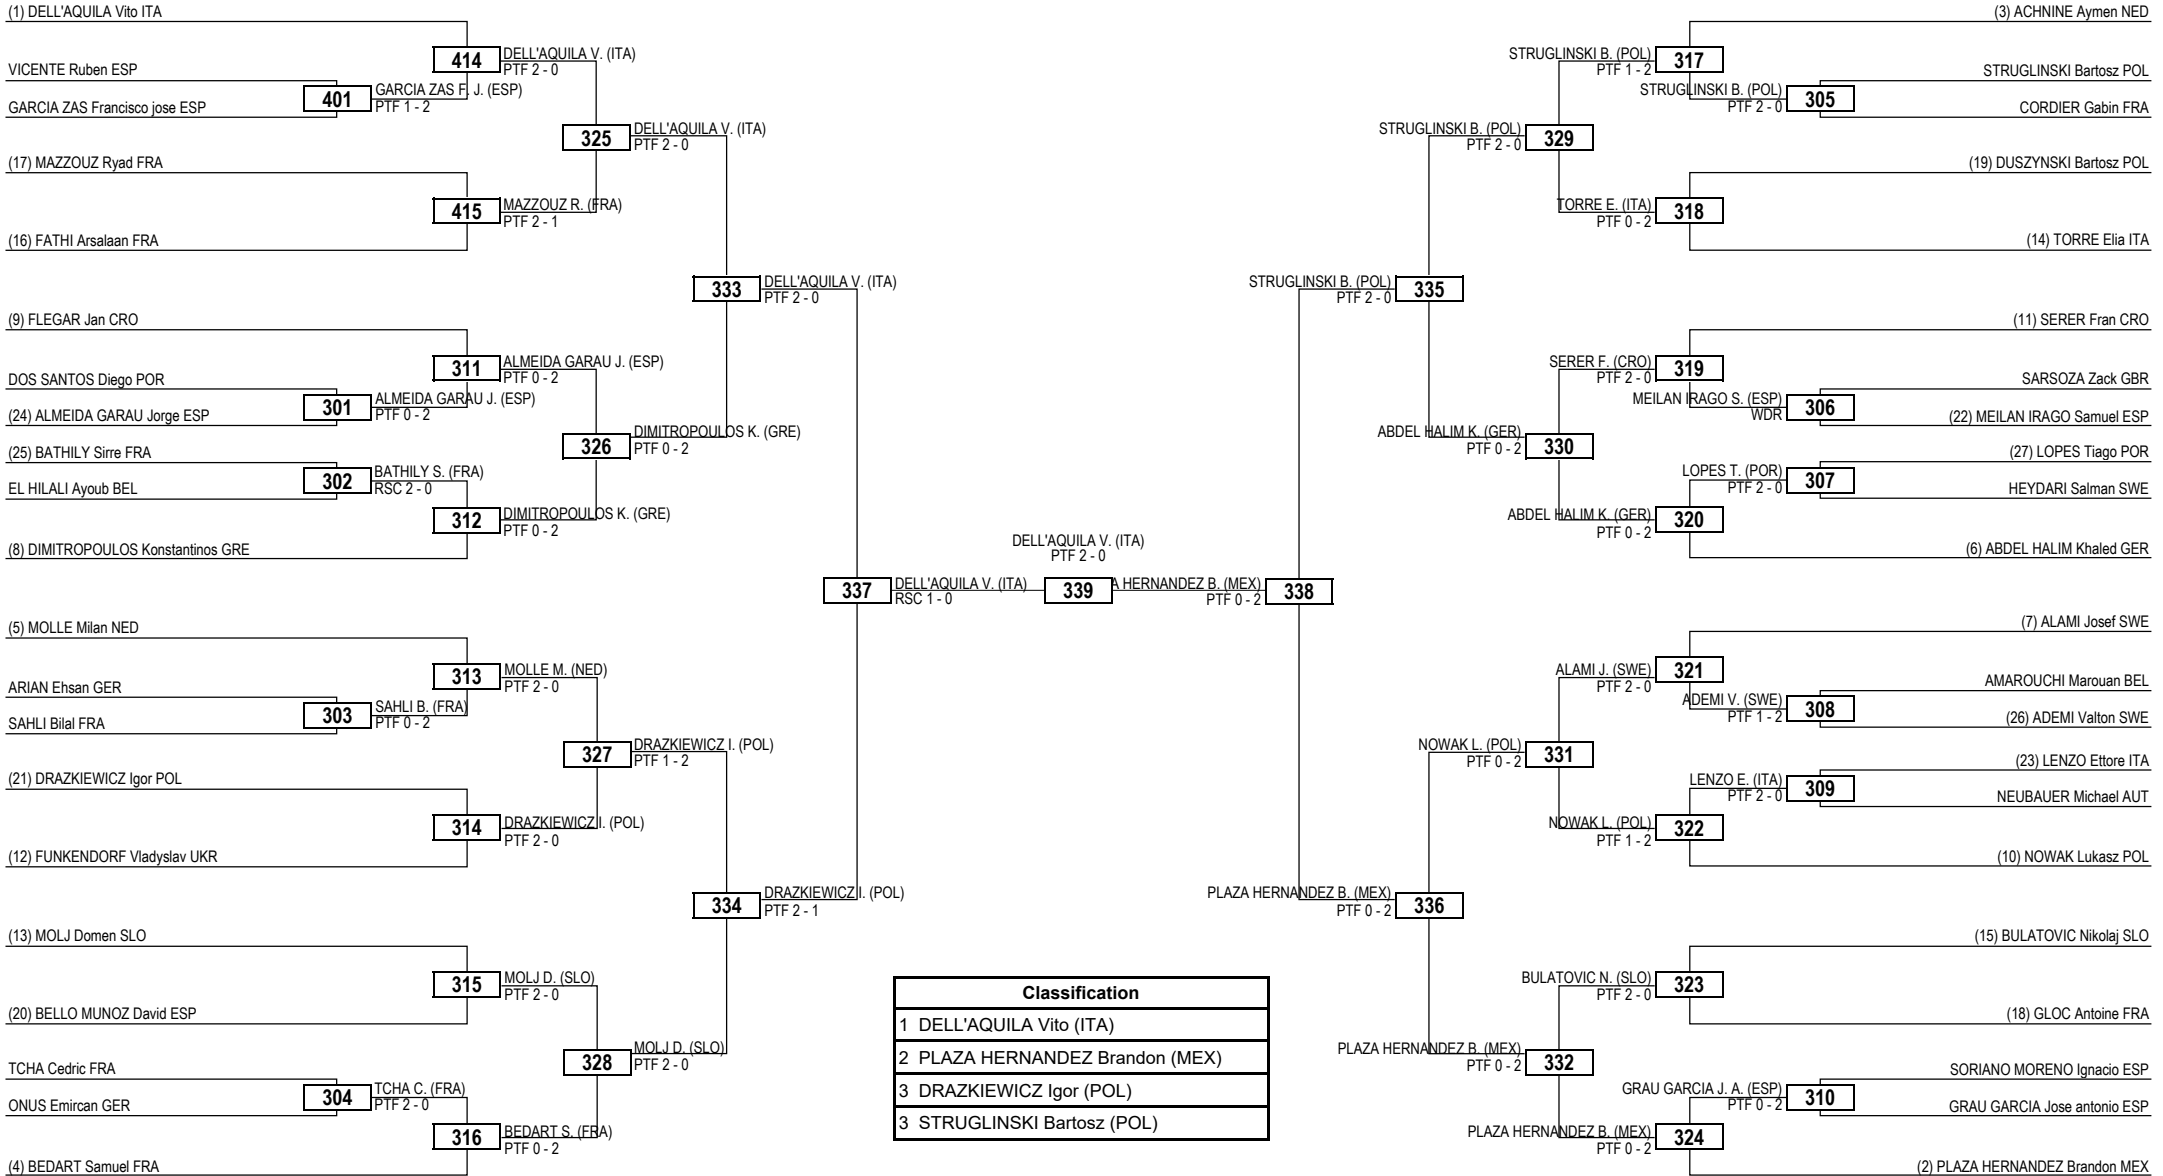 (1) DELL'AQUILA Vito ITA
VICENTE Ruben ESP
GARCIA ZAS Francisco jose ESP
(17) MAZZOUZ Ryad FRA
(16) FATHI Arsalaan FRA
(9) FLEGAR Jan CRO
DOS SANTOS Diego POR
(24) ALMEIDA GARAU Jorge ESP
(25) BATHILY Sirre FRA
EL HILALI Ayoub BEL
(8) DIMITROPOULOS Konstantinos GRE
(5) MOLLE Milan NED
ARIAN Ehsan GER
SAHLI Bilal FRA
(21) DRAZKIEWICZ Igor POL
(12) FUNKENDORF Vladyslav UKR
(13) MOLJ Domen SLO
(20) BELLO MUNOZ David ESP
TCHA Cedric FRA
ONUS Emircan GER
(4) BEDART Samuel FRA
401
GARCIA ZAS F. J. (ESP)
PTF 1 - 2
301
ALMEIDA GARAU J. (ESP)
PTF 0 - 2
302
BATHILY S. (FRA)
RSC 2 - 0
303
SAHLI B. (FRA)
PTF 0 - 2
304
TCHA C. (FRA)
PTF 2 - 0
414
DELL'AQUILA V. (ITA)
PTF 2 - 0
415
MAZZOUZ R. (FRA)
PTF 2 - 1
311
ALMEIDA GARAU J. (ESP)
PTF 0 - 2
312
DIMITROPOULOS K. (GRE)
PTF 0 - 2
313
MOLLE M. (NED)
PTF 2 - 0
314
DRAZKIEWICZ I. (POL)
PTF 2 - 0
315
MOLJ D. (SLO)
PTF 2 - 0
316
BEDART S. (FRA)
PTF 0 - 2
325
DELL'AQUILA V. (ITA)
PTF 2 - 0
326
DIMITROPOULOS K. (GRE)
PTF 0 - 2
327
DRAZKIEWICZ I. (POL)
PTF 1 - 2
328
MOLJ D. (SLO)
PTF 2 - 0
333
DELL'AQUILA V. (ITA)
PTF 2 - 0
334
DRAZKIEWICZ I. (POL)
PTF 2 - 1
337
DELL'AQUILA V. (ITA)
RSC 1 - 0
DELL'AQUILA V. (ITA)
PTF 2 - 0
339
A HERNANDEZ B. (MEX)
PTF 0 - 2
338
STRUGLINSKI B. (POL)
PTF 2 - 0
335
PLAZA HERNANDEZ B. (MEX)
PTF 0 - 2
336
STRUGLINSKI B. (POL)
PTF 2 - 0
329
ABDEL HALIM K. (GER)
PTF 0 - 2
330
NOWAK L. (POL)
PTF 0 - 2
331
PLAZA HERNANDEZ B. (MEX)
PTF 0 - 2
332
STRUGLINSKI B. (POL)
PTF 1 - 2
317
TORRE E. (ITA)
PTF 0 - 2
318
SERER F. (CRO)
PTF 2 - 0
319
ABDEL HALIM K. (GER)
PTF 0 - 2
320
ALAMI J. (SWE)
PTF 2 - 0
321
NOWAK L. (POL)
PTF 1 - 2
322
BULATOVIC N. (SLO)
PTF 2 - 0
323
PLAZA HERNANDEZ B. (MEX)
PTF 0 - 2
324
STRUGLINSKI B. (POL)
PTF 2 - 0
305
MEILAN IRAGO S. (ESP)
WDR
306
LOPES T. (POR)
PTF 2 - 0
307
ADEMI V. (SWE)
PTF 1 - 2
308
LENZO E. (ITA)
PTF 2 - 0
309
GRAU GARCIA J. A. (ESP)
PTF 0 - 2
310
(3) ACHNINE Aymen NED
STRUGLINSKI Bartosz POL
CORDIER Gabin FRA
(19) DUSZYNSKI Bartosz POL
(14) TORRE Elia ITA
(11) SERER Fran CRO
SARSOZA Zack GBR
(22) MEILAN IRAGO Samuel ESP
(27) LOPES Tiago POR
HEYDARI Salman SWE
(6) ABDEL HALIM Khaled GER
(7) ALAMI Josef SWE
AMAROUCHI Marouan BEL
(26) ADEMI Valton SWE
(23) LENZO Ettore ITA
NEUBAUER Michael AUT
(10) NOWAK Lukasz POL
(15) BULATOVIC Nikolaj SLO
(18) GLOC Antoine FRA
SORIANO MORENO Ignacio ESP
GRAU GARCIA Jose antonio ESP
(2) PLAZA HERNANDEZ Brandon MEX
Classification
1 DELL'AQUILA Vito (ITA)
2 PLAZA HERNANDEZ Brandon (MEX)
3 DRAZKIEWICZ Igor (POL)
3 STRUGLINSKI Bartosz (POL)